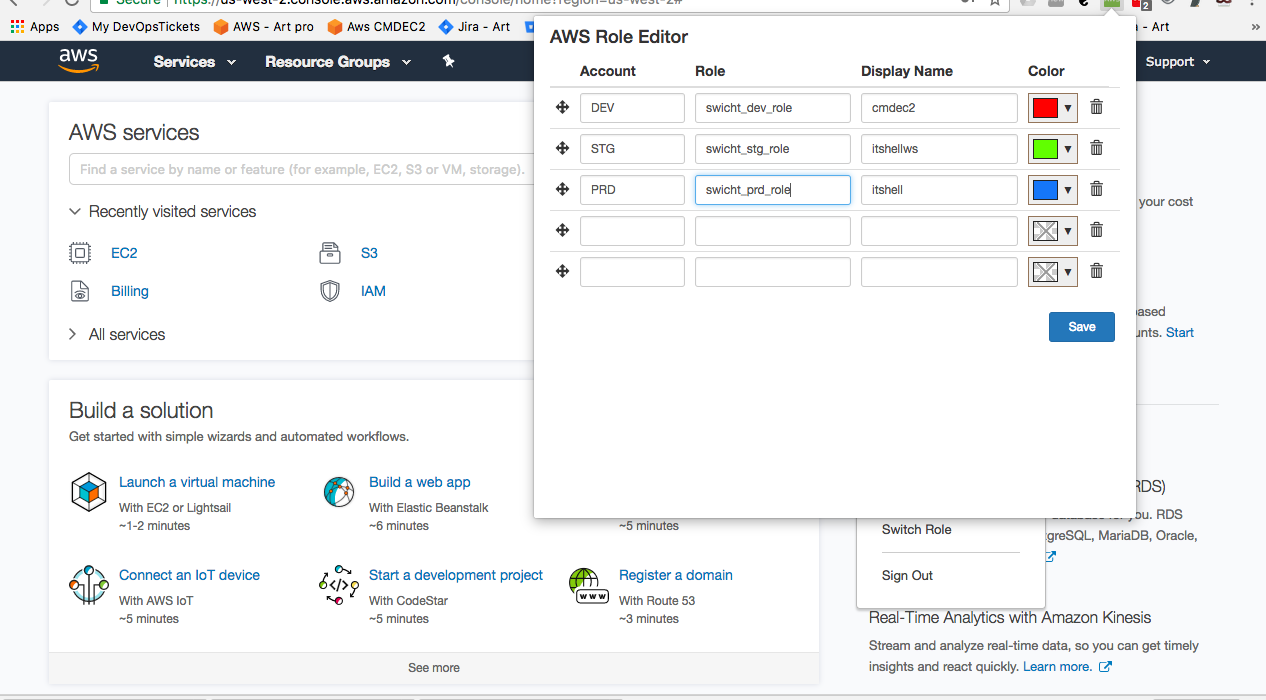 Secure https://us-west-2.console.aws.amazon.com/console/home?region=us-west-2#
2
Apps My DevOpsTickets AWS - Art pro Aws CMDEC2 Jira - Art a - Art »
aws Services Resource Groups Support
AWS services
Find a service by name or feature (for example, EC2, S3 or VM, storage).
Recently visited services
EC2 S3
Billing IAM
All services
Build a solution
Get started with simple wizards and automated workflows.
Launch a virtual machine
With EC2 or Lightsail
~1-2 minutes
Build a web app
With Elastic Beanstalk
~6 minutes
~5 minutes
Connect an IoT device
With AWS IoT
~5 minutes
Start a development project
With CodeStar
~5 minutes
www
Register a domain
With Route 53
~3 minutes
See more
AWS Role Editor
Account Role Display Name Color
DEV swicht_dev_role cmdec2
STG swicht_stg_role itshellws
PRD swicht_prd_role itshell
Save
your cost
ased
unts. Start
RDS)
for you. RDS
greSQL, MariaDB, Oracle,
Switch Role
Sign Out
Real-Time Analytics with Amazon Kinesis
Stream and analyze real-time data, so you can get timely
insights and react quickly. Learn more.